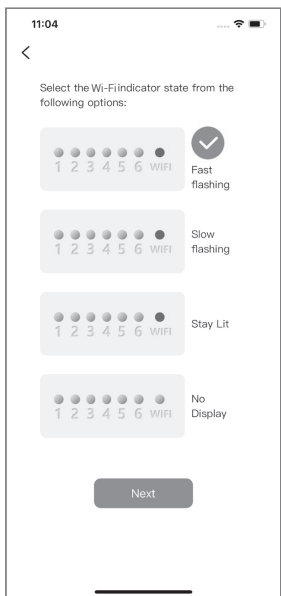 11:04
Select the Wi-Fi indicator state from the
following options:
1 2 3 4 5 6 WIFI
Fast
flashing
1 2 3 4 5 6 WIFI
Slow
flashing
1 2 3 4 5 6 WIFI
Stay Lit
1 2 3 4 5 6 WIFI
No
Display
Next